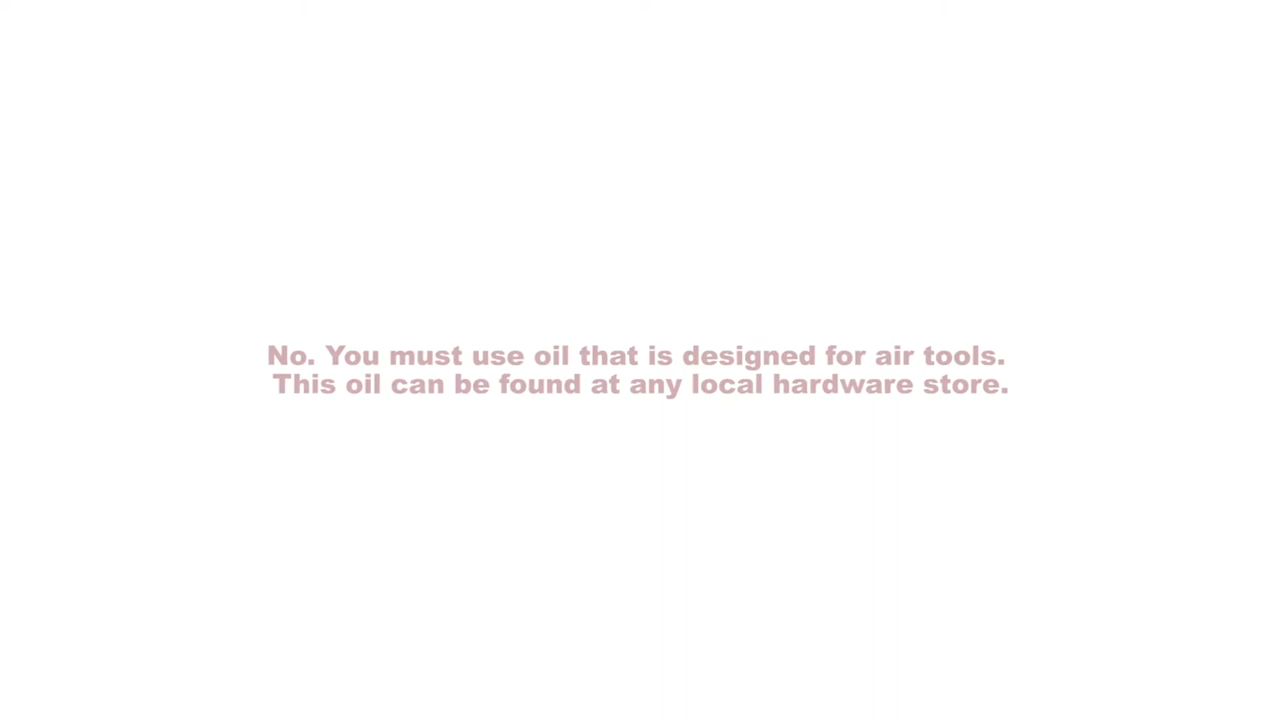 No. You must use oil that is designed for air tools.
This oil can be found at any local hardware store.